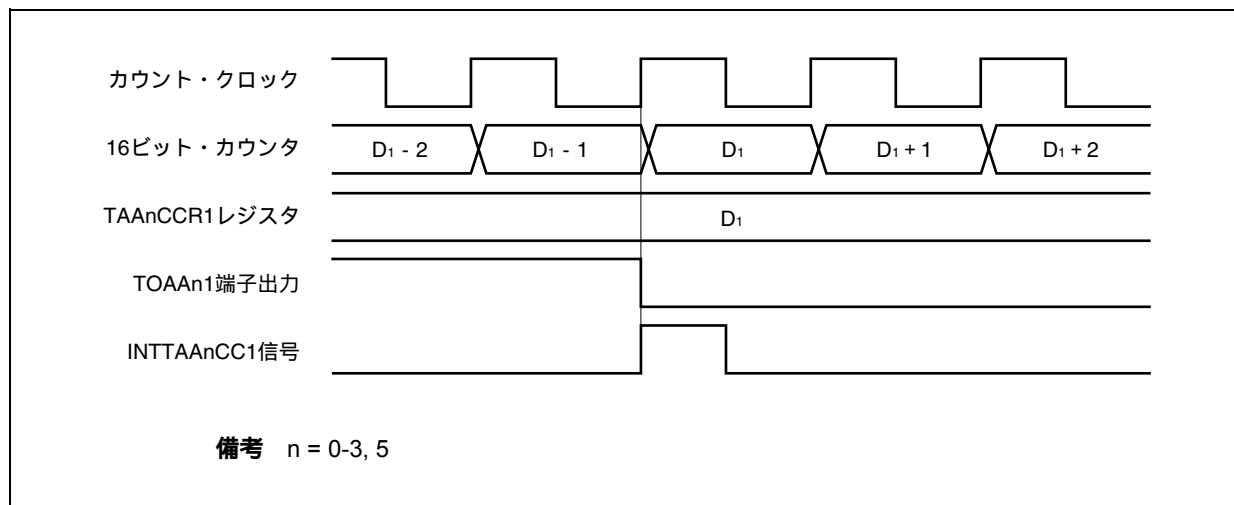 カウント・クロック
16ビット・カウンタ D1 - 2 D1 - 1 D1 D1 + 1 D1 + 2
TAAnCCR1レジスタ D1
TOAAn1端子出力
INTTAAnCC1信号
備考 n = 0-3, 5